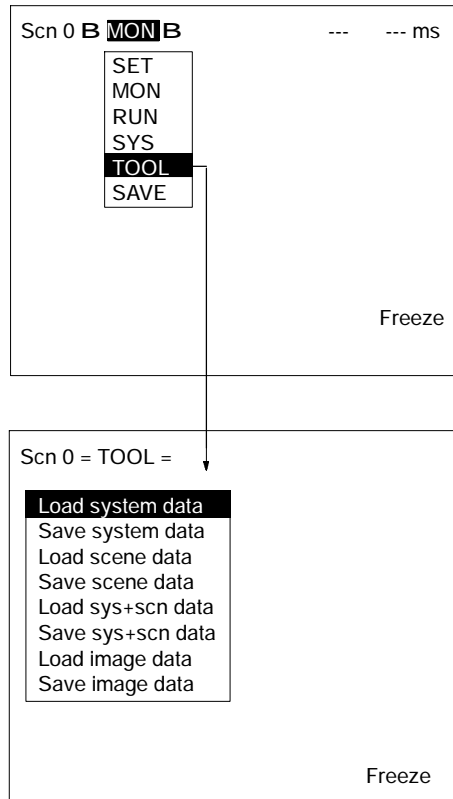 Scn 0 B MON B --- --- ms
SET
MON
RUN
SYS
TOOL
SAVE
Freeze
Scn 0 = TOOL =
Load system data
Save system data
Load scene data
Save scene data
Load sys+scn data
Save sys+scn data
Load image data
Save image data
Freeze